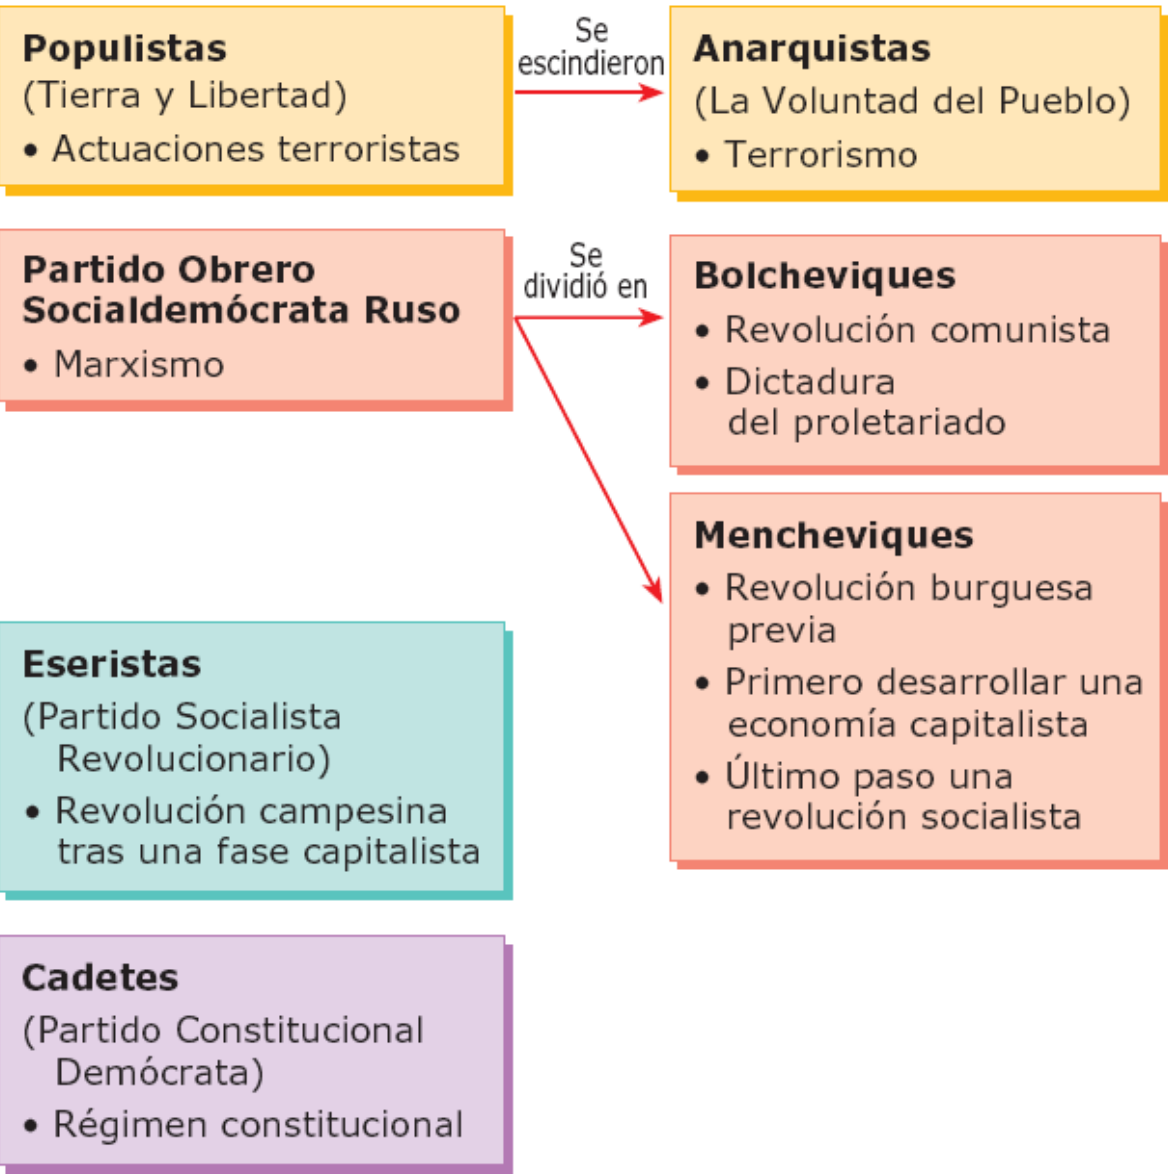 Populistas
(Tierra y Libertad)
• Actuaciones terroristas
Se
escindieron
Anarquistas
(La Voluntad del Pueblo)
• Terrorismo
Partido Obrero
Socialdemócrata Ruso
• Marxismo
Se
dividió en
Bolcheviques
• Revolución comunista
• Dictadura
del proletariado
Mencheviques
• Revolución burguesa
previa
• Primero desarrollar una
economía capitalista
• Último paso una
revolución socialista
Eseristas
(Partido Socialista
Revolucionario)
• Revolución campesina
tras una fase capitalista
Cadetes
(Partido Constitucional
Demócrata)
• Régimen constitucional